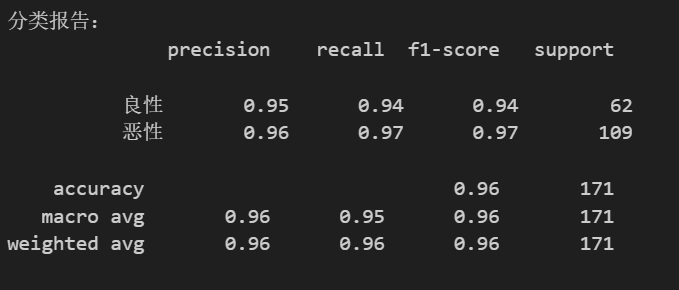 分类报告：
precision recall f1-score support
良性 0.95 0.94 0.94 62
恶性 0.96 0.97 0.97 109
accuracy 0.96 171
macro avg 0.96 0.95 0.96 171
weighted avg 0.96 0.96 0.96 171